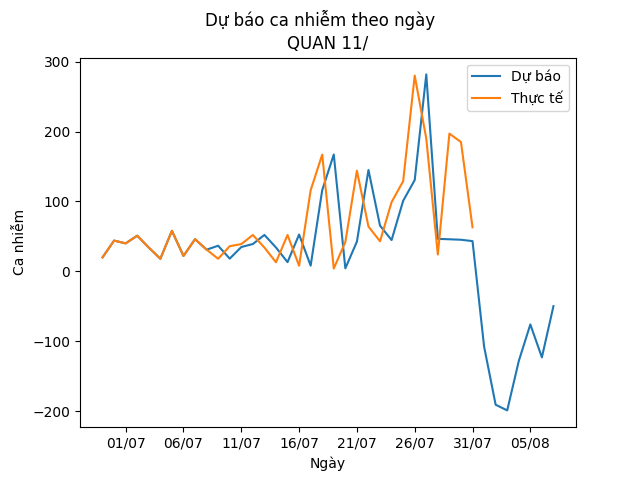 Dự báo ca nhiễm theo ngày
QUAN 11/
Dự báo
Thực tế
Ca nhiễm
300
200
100
0
−100
−200
01/07 06/07 11/07 16/07 21/07 26/07 31/07 05/08
Ngày